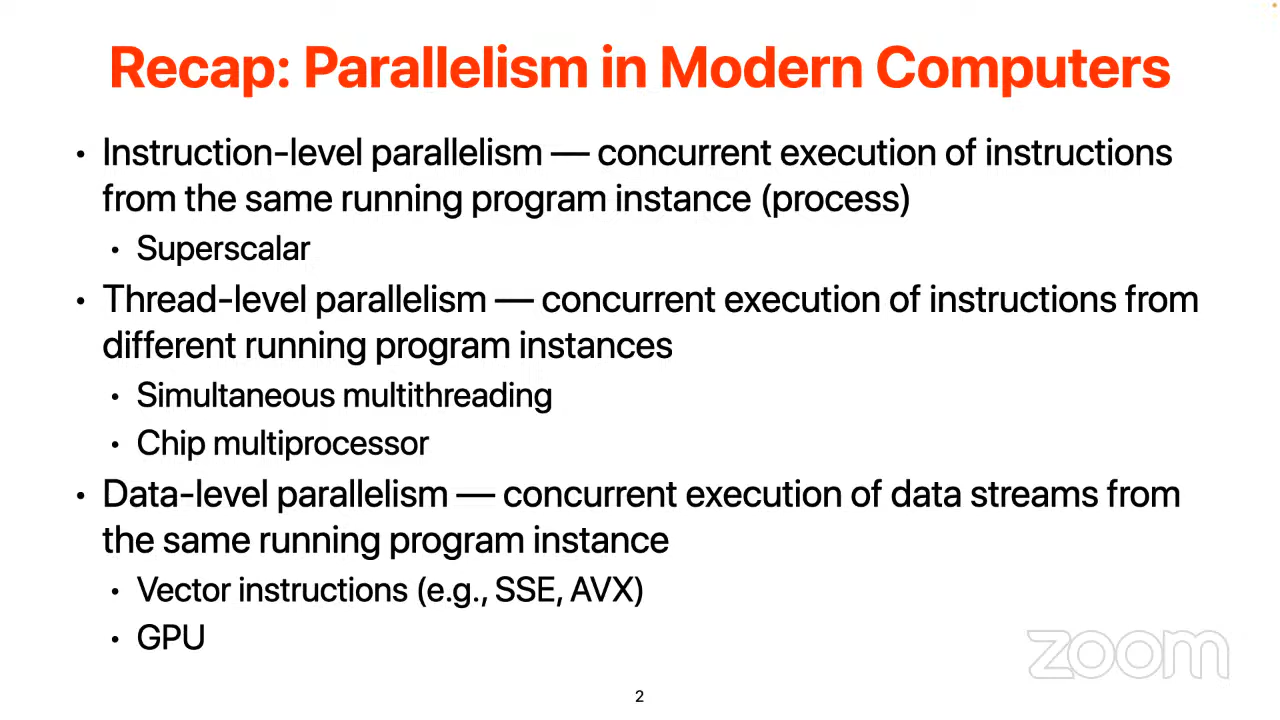 Recap: Parallelism in Modern Computers
• Instruction-level parallelism — concurrent execution of instructions
from the same running program instance (process)
• Superscalar
• Thread-level parallelism — concurrent execution of instructions from
different running program instances
• Simultaneous multithreading
• Chip multiprocessor
• Data-level parallelism — concurrent execution of data streams from
the same running program instance
• Vector instructions (e.g., SSE, AVX)
• GPU
zoom
2